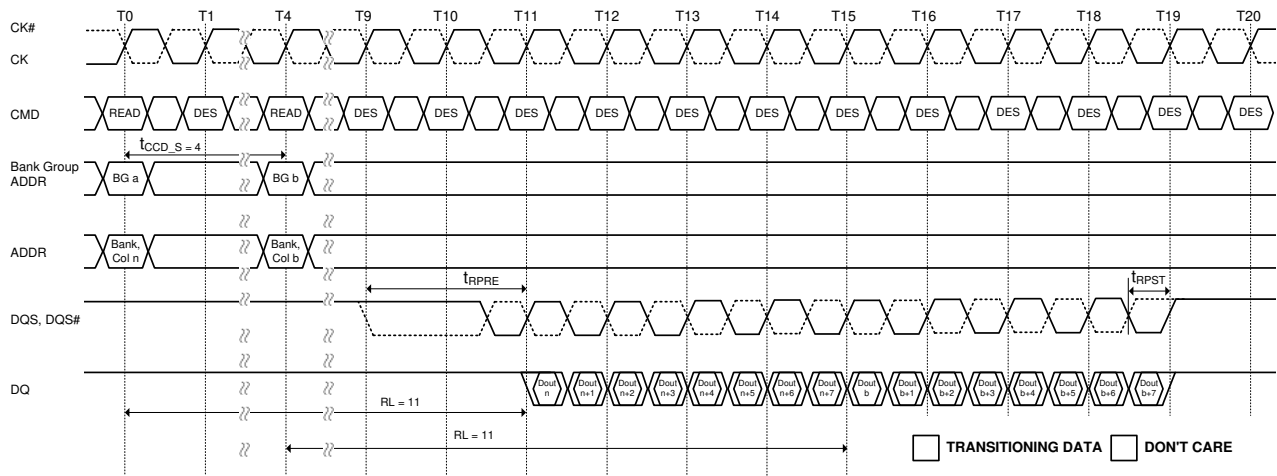 T0 T1 T4 T9 T10 T11 T12 T13 T14 T15 T16 T17 T18 T19 T20
CK#
CK
CMD READ DES READ DES DES DES DES DES DES DES DES DES DES DES DES
tCCD_S = 4
Bank Group
ADDR
BG a BG b
ADDR
Bank, Col n
Bank, Col b
tRPRE tRPST
DQS, DQS#
DQ
Dout n
Dout n+1
Dout n+2
Dout n+3
Dout n+4
Dout n+5
Dout n+6
Dout n+7
Dout b
Dout b+1
Dout b+2
Dout b+3
Dout b+4
Dout b+5
Dout b+6
Dout b+7
RL = 11
RL = 11
TRANSITIONING DATA DON'T CARE